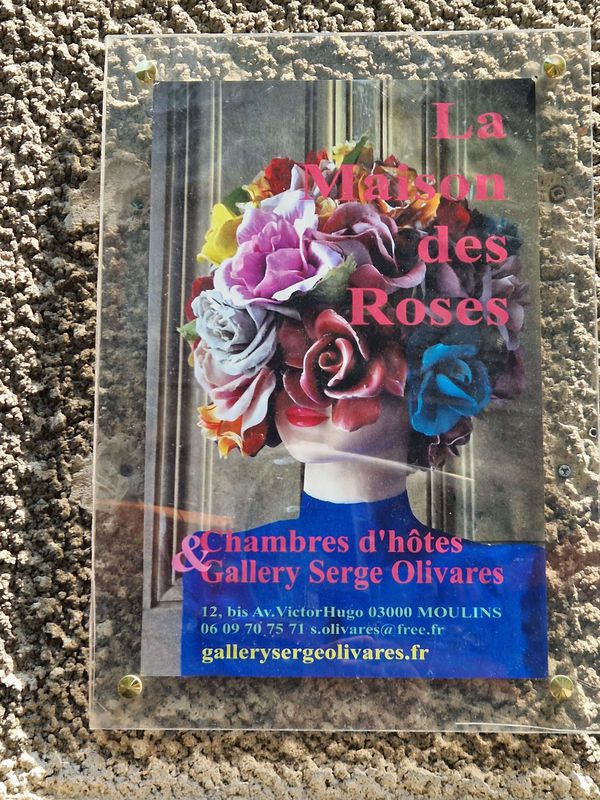 La
Maison
des
Roses
& Chambres d'hôtes
Gallery Serge Olivares
12, bis Av.VictorHugo 03000 MOULINS
06 09 70 75 71 s.olivares@free.fr
gallerysergeolivares.fr